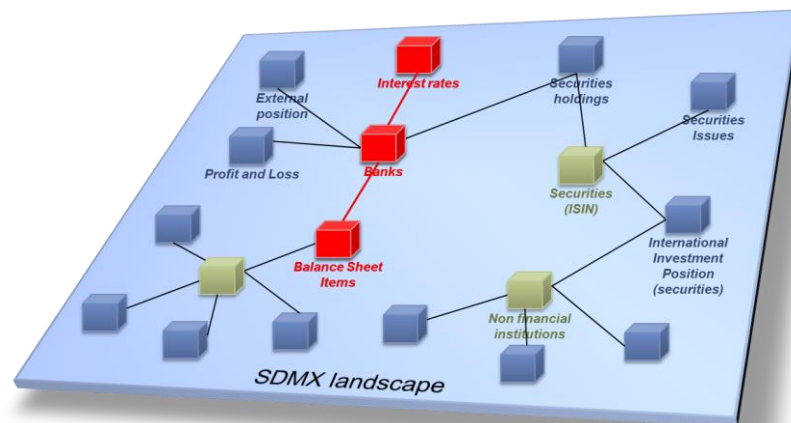 Interest rates
External
position
Securities
holdings
Securities
Issues
Profit and Loss
Banks
Securities
(ISIN)
International
Investment
Position
(securities)
Balance Sheet
Items
Non financial
institutions
SDMX landscape